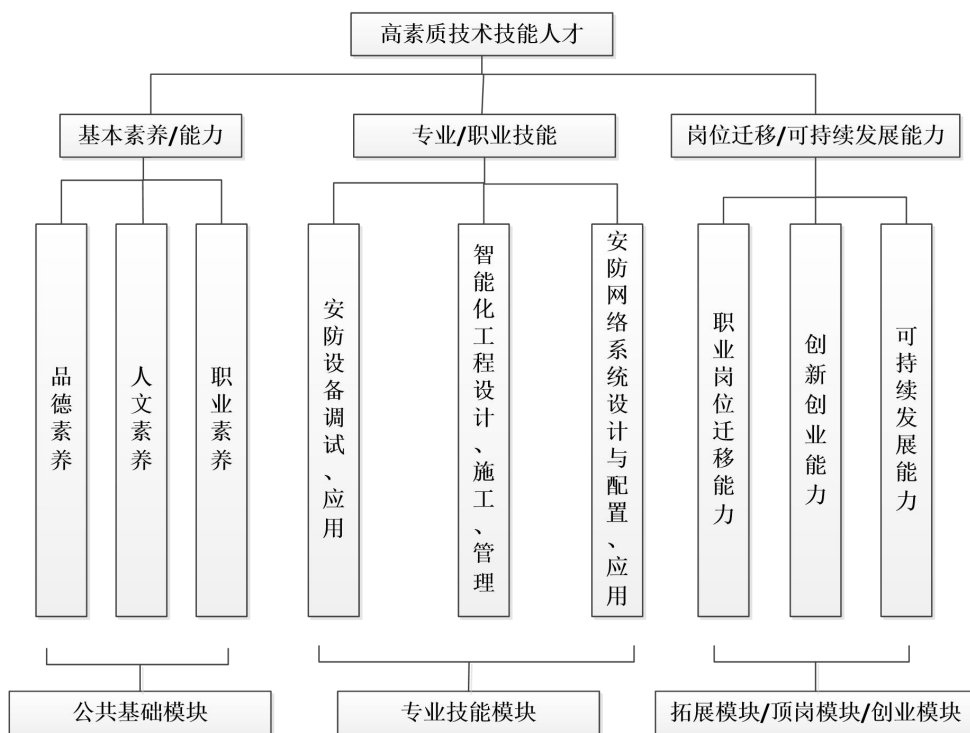 高素质技术技能人才
基本素养/能力
专业/职业技能
岗位迁移/可持续发展能力
品德素养
人文素养
职业素养
安防设备调试、应用
智能化工程设计、施工、管理
安防网络系统设计与配置、应用
职业岗位迁移能力
创新创业能力
可持续发展能力
公共基础模块
专业技能模块
拓展模块/顶岗模块/创业模块